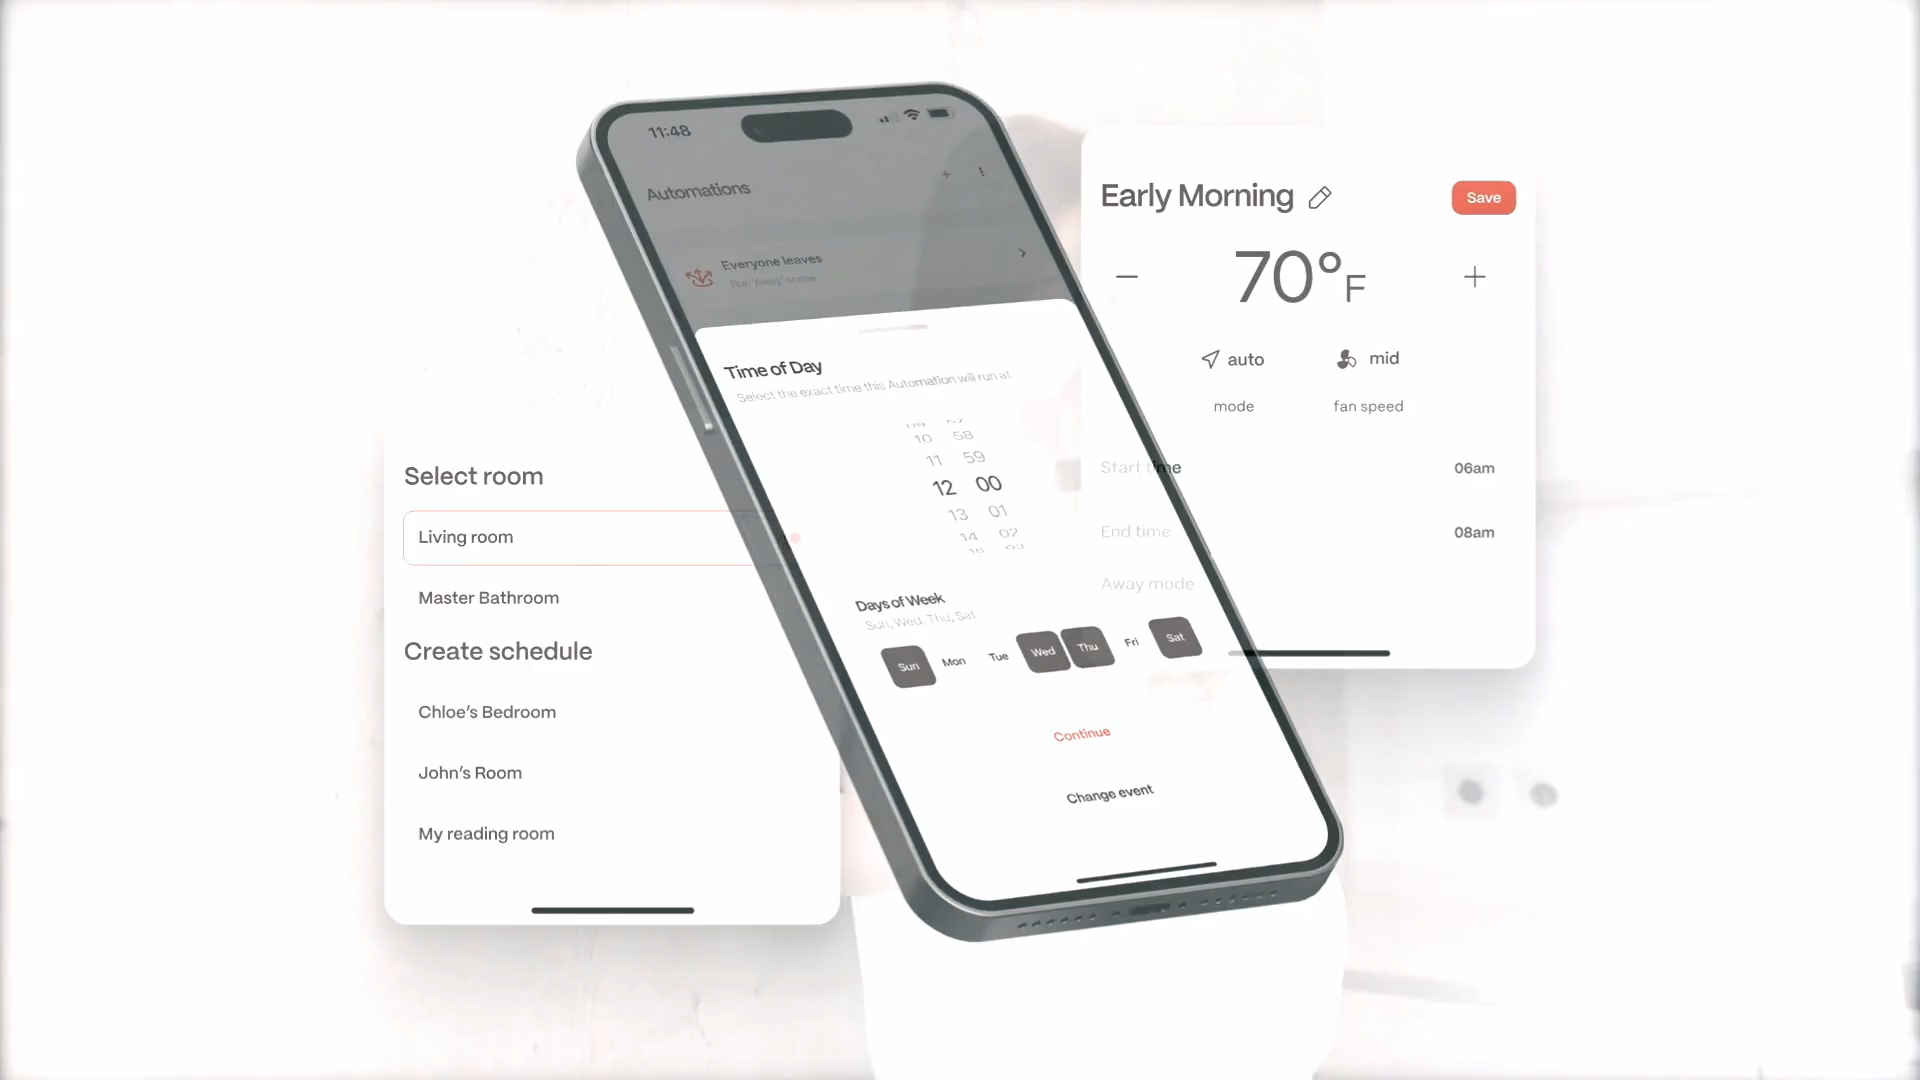 11:48
Automations
Everyone leaves
Run 'Away' scene
Time of Day
Select the exact time this Automation will run at
10 58
11 59
12 00
13 01
14 02
Days of Week
Sun, Wed, Thu, Sat
Sun Mon Tue Wed Thu Fri Sat
Continue
Change event
Select room
Living room
Master Bathroom
Create schedule
Chloe’s Bedroom
John’s Room
My reading room
Early Morning
Save
70°F
auto mid
mode fan speed
Start time 06am
End time 08am
Away mode